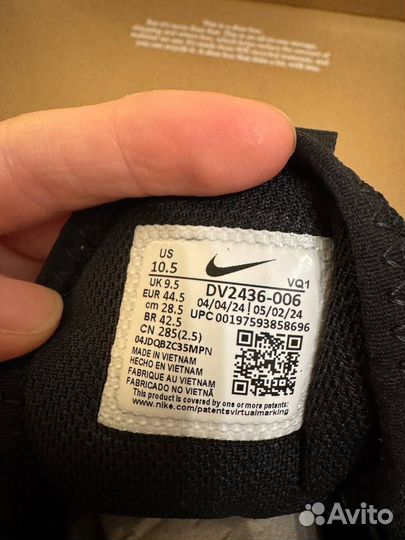 US
10.5
UK 9.5
EUR 44.5
cm 28.5
BR 42.5
CN 285(2.5)
VQ1
DV2436-006
04/04/24 | 05/02/24
UPC 00197593858696
04JDQBZC35MPN
MADE IN VIETNAM
HECHO EN VIETNAM
FABRIQUE AU VIETNAM
FABRICADO NO VIETNÃ
This product is covered by one or more patents. See
www.nike.com/patentsvirtualmarking
Avito